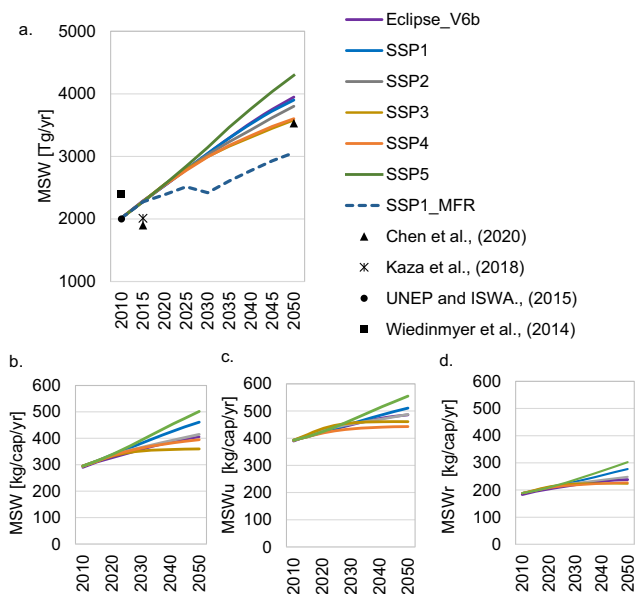 a.
MSW [Tg/yr]
5000
4000
3000
2000
1000
2010
2015
2020
2025
2030
2035
2040
2045
2050
Eclipse_V6b
SSP1
SSP2
SSP3
SSP4
SSP5
SSP1_MFR
Chen et al., (2020)
Kaza et al., (2018)
UNEP and ISWA., (2015)
Wiedinmyer et al., (2014)
b.
MSW [kg/cap/yr]
600
500
400
300
200
100
0
2010
2020
2030
2040
2050
c.
MSWu [kg/cap/yr]
600
500
400
300
200
100
0
2010
2020
2030
2040
2050
d.
MSWr [kg/cap/yr]
600
500
400
300
200
100
0
2010
2020
2030
2040
2050